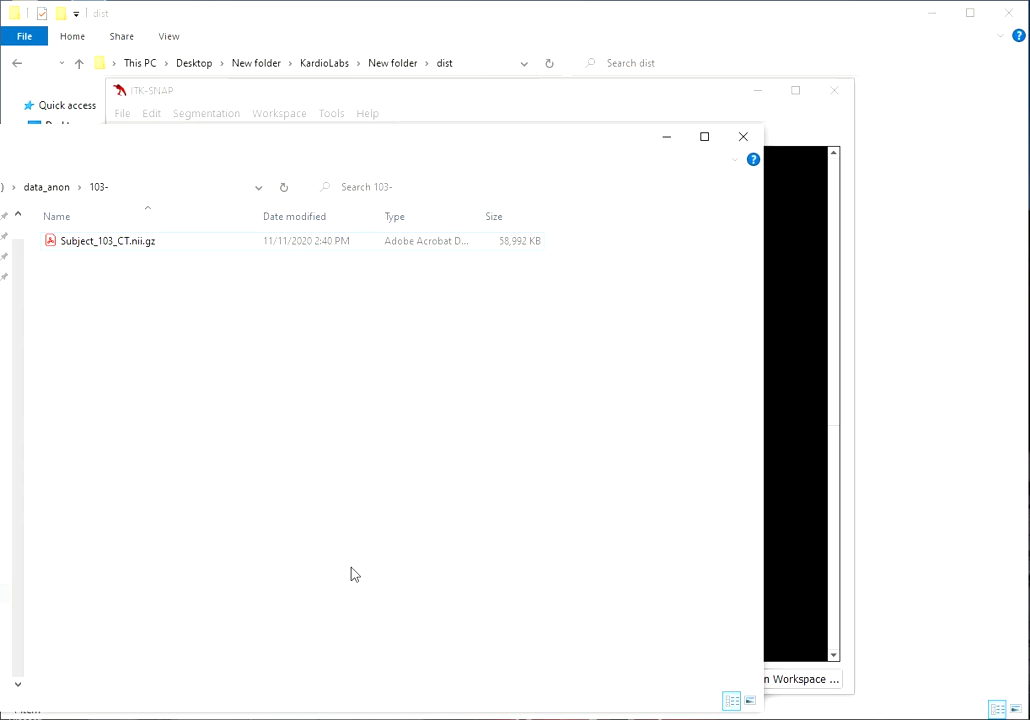 dist
File Home Share View
This PC > Desktop > New folder > KardioLabs > New folder > dist
Search dist
Quick access
ITK-SNAP
File Edit Segmentation Workspace Tools Help
) > data_anon > 103-
Search 103-
Name Date modified Type Size
Subject_103_CT.nii.gz 11/11/2020 2:40 PM Adobe Acrobat D... 58,992 KB
n Workspace ...